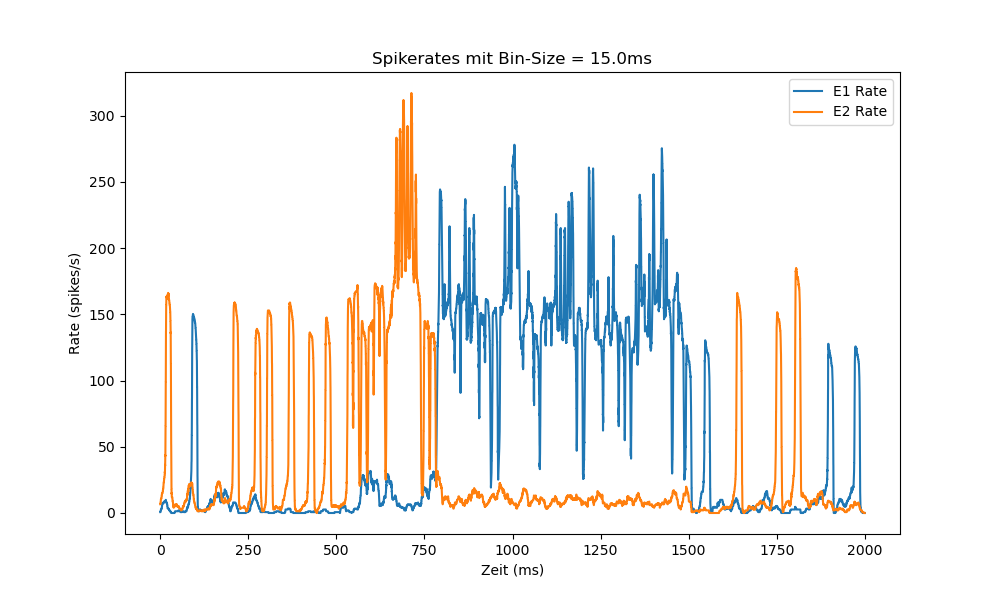 Spikerates mit Bin-Size = 15.0ms
E1 Rate
E2 Rate
Rate (spikes/s)
300
250
200
150
100
50
0
0 250 500 750 1000 1250 1500 1750 2000
Zeit (ms)